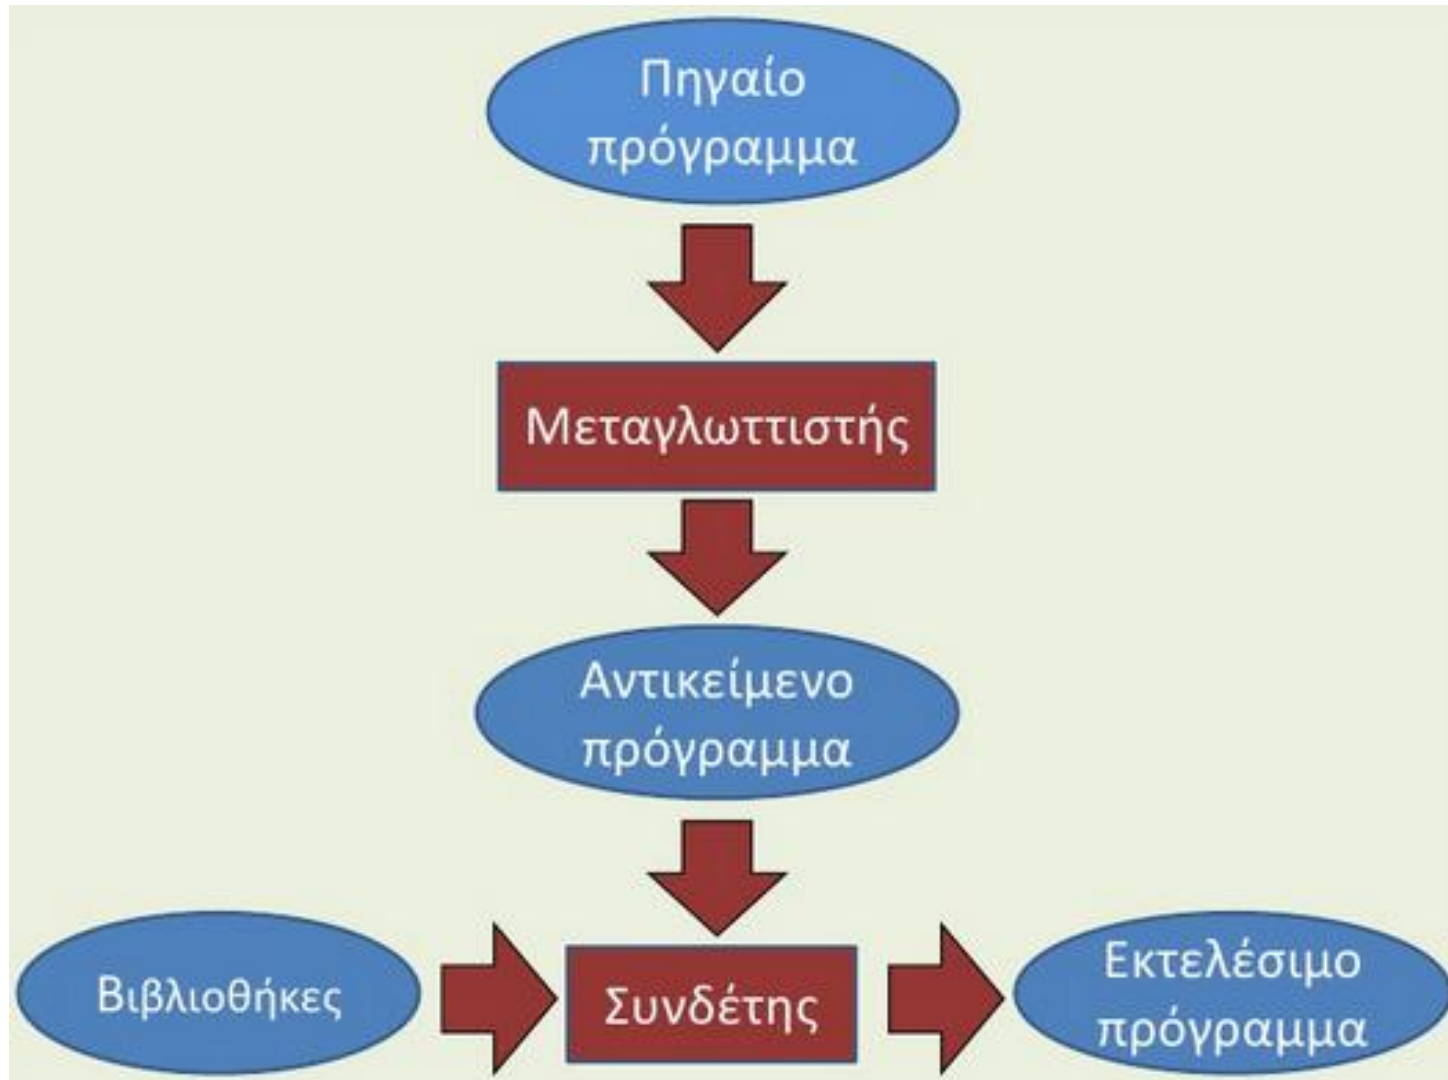 Πηγαίο
πρόγραμμα
Μεταγλωττιστής
Αντικείμενο
πρόγραμμα
Βιβλιοθήκες
Συνδέτης
Εκτελέσιμο
πρόγραμμα